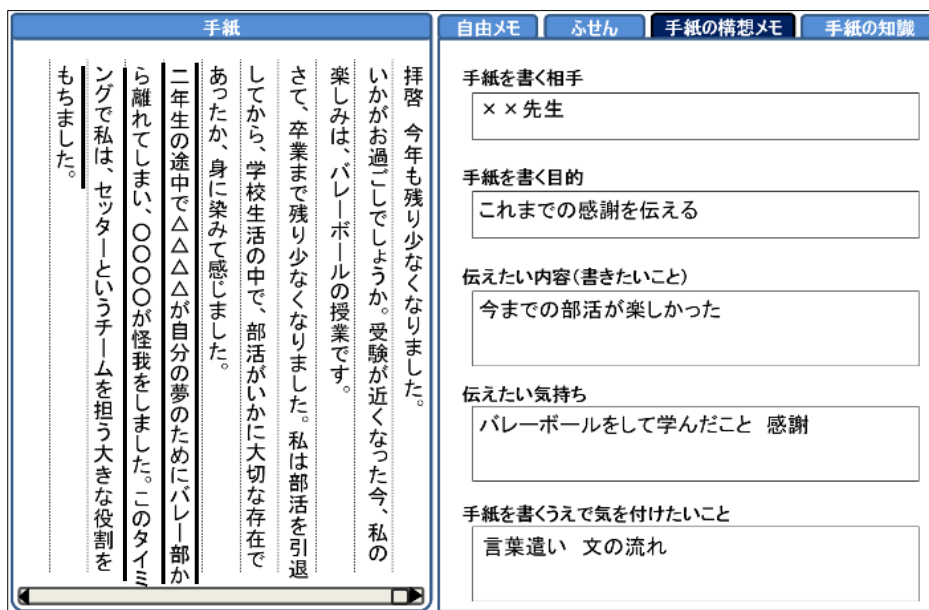 手紙
拝啓　今年も残り少なくなりました。
いかがお過ごしでしょうか。受験が近くなった今、私の
楽しみは、バレーボールの授業です。
さて、卒業まで残り少なくなりました。私は部活を引退
してから、学校生活の中で、部活がいかに大切な存在で
あったか、身に染みて感じました。
二年生の途中で△△△△が自分の夢のためにバレー部か
ら離れてしまい、〇〇〇〇が怪我をしました。このタイミ
ングで私は、セッターというチームを担う大きな役割を
もちました。
自由メモ
ふせん
手紙の構想メモ
手紙の知識
手紙を書く相手
××先生
手紙を書く目的
これまでの感謝を伝える
伝えたい内容(書きたいこと)
今までの部活が楽しかった
伝えたい気持ち
バレーボールをして学んだこと　感謝
手紙を書くうえで気を付けたいこと
言葉遣い　文の流れ